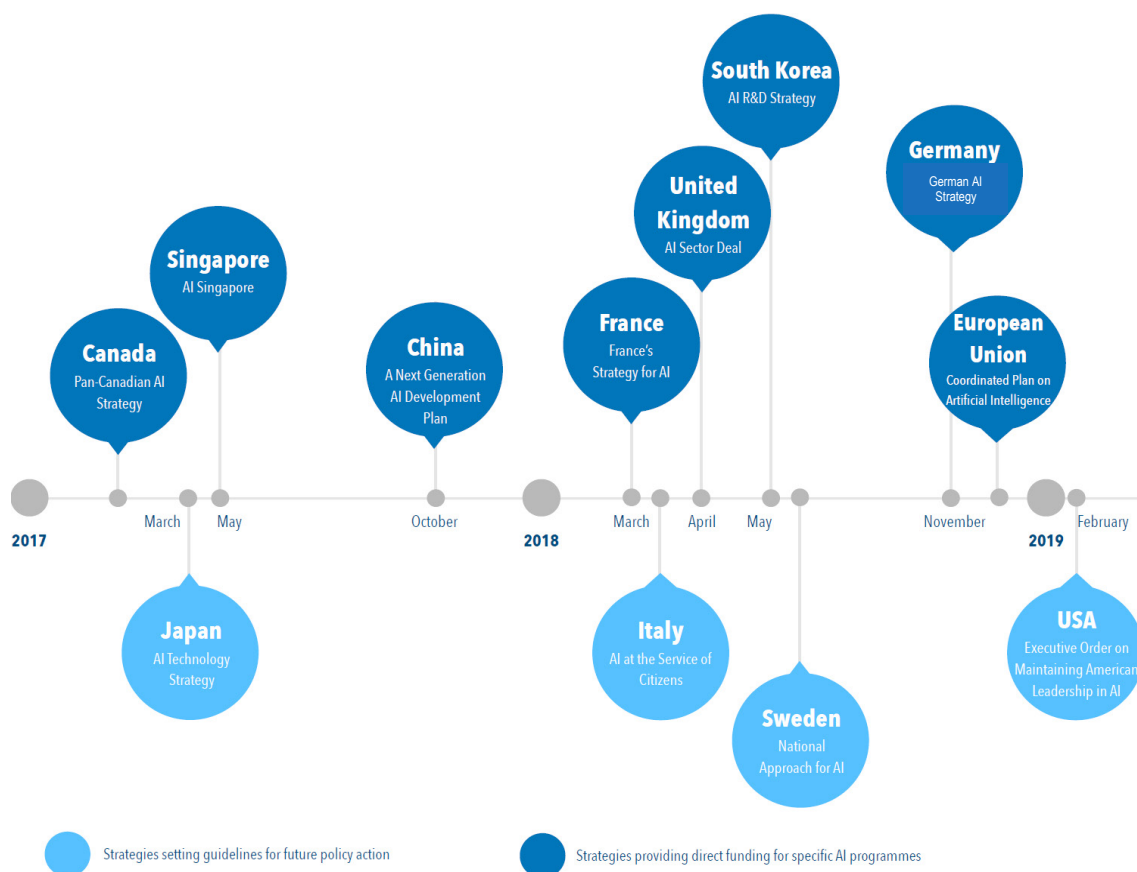 South Korea
AI R&D Strategy
Germany
German AI
Strategy
United
Kingdom
AI Sector Deal
Singapore
AI Singapore
European
Union
Coordinated Plan on
Artificial Intelligence
France
France's
Strategy for AI
China
A Next Generation
AI Development
Plan
Canada
Pan-Canadian AI
Strategy
March
May
October
March
April
May
November
February
2017
2018
2019
Japan
AI Technology
Strategy
Italy
AI at the Service of
Citizens
USA
Executive Order on
Maintaining American
Leadership in AI
Sweden
National
Approach for AI
Strategies setting guidelines for future policy action
Strategies providing direct funding for specific AI programmes